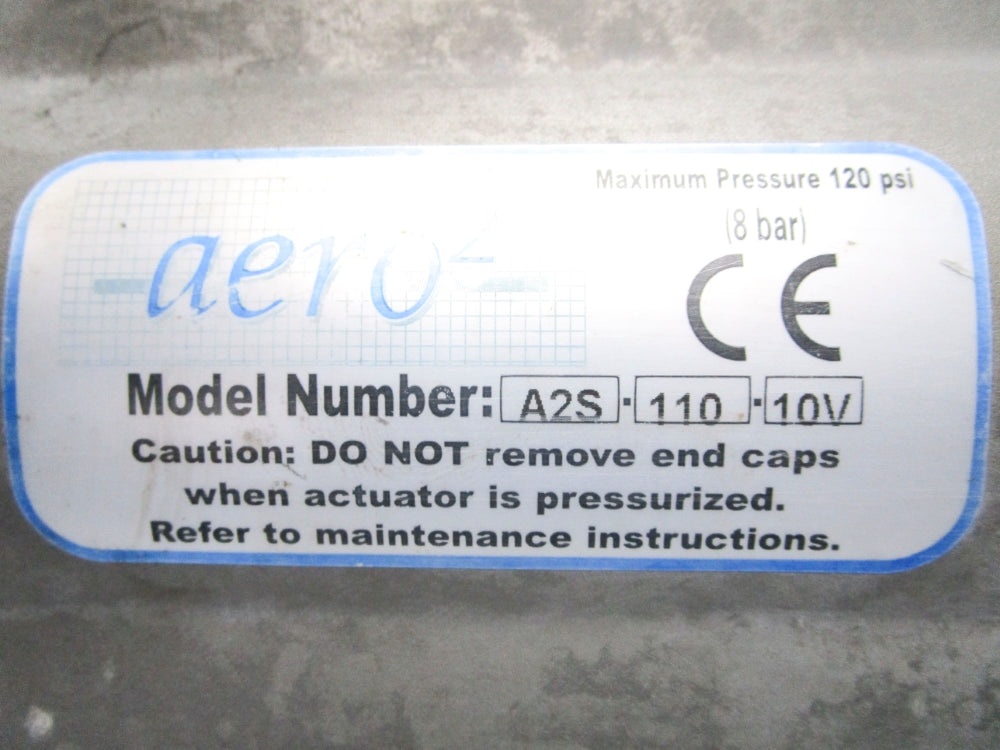 Maximum Pressure 120 psi
(8 bar)
aero2
CE
Model Number: A2S · 110 · 10V
Caution: DO NOT remove end caps
when actuator is pressurized.
Refer to maintenance instructions.